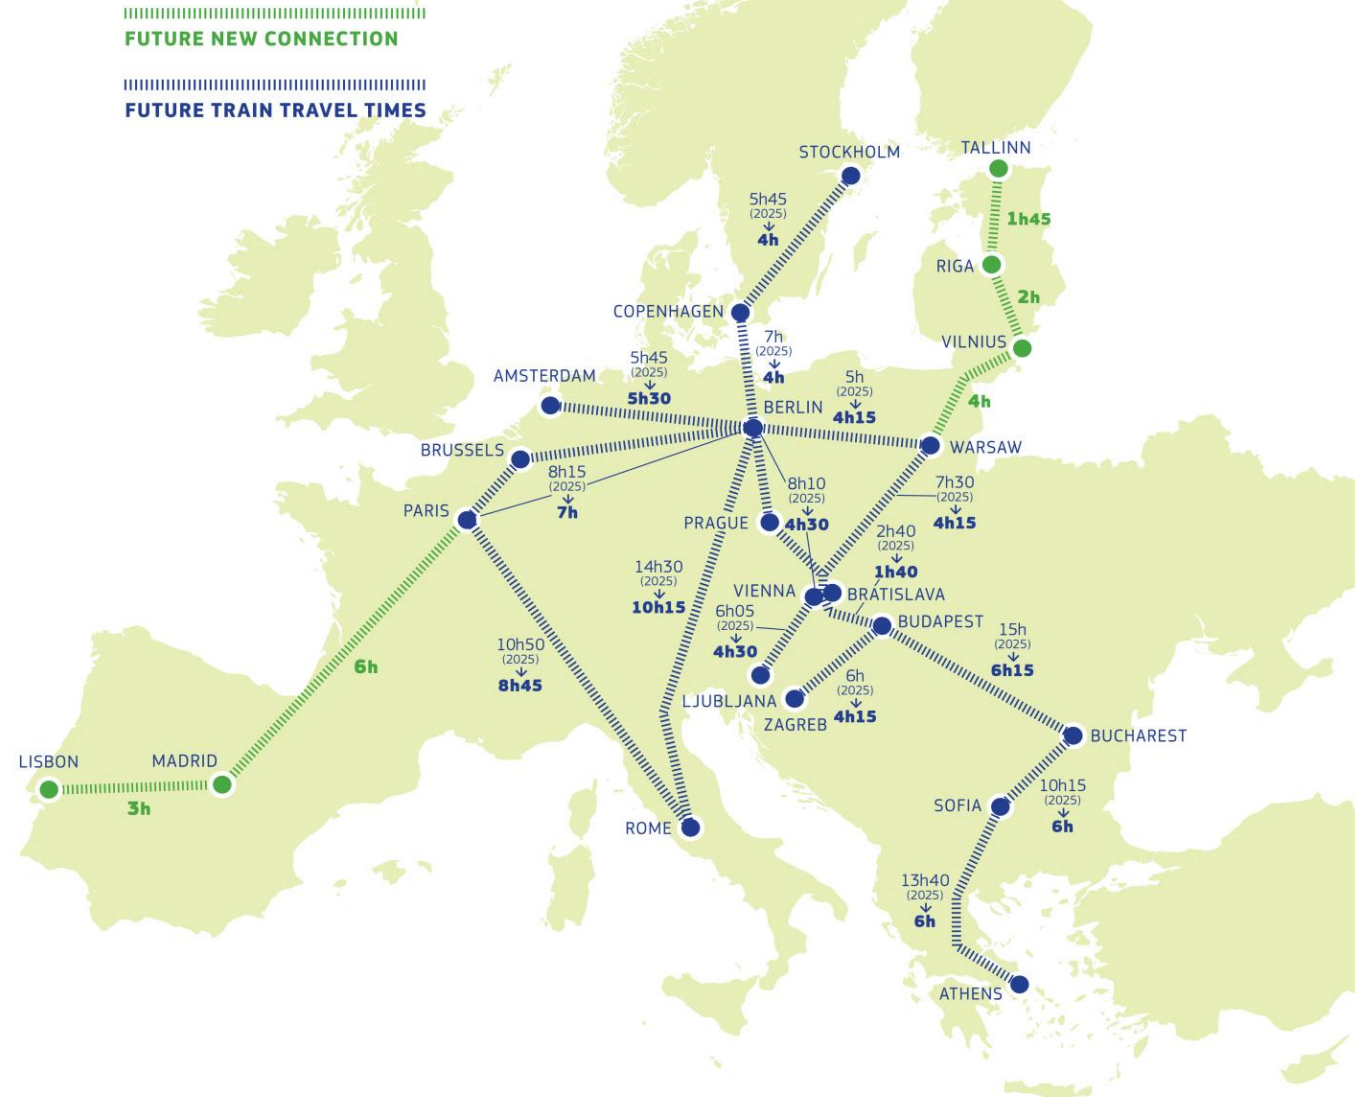 FUTURE NEW CONNECTION
FUTURE TRAIN TRAVEL TIMES
STOCKHOLM
TALLINN
5h45
(2025)
4h
1h45
RIGA
2h
COPENHAGEN
VILNIUS
7h
(2025)
4h
5h45
(2025)
5h30
AMSTERDAM
5h
(2025)
4h15
4h
BERLIN
WARSAW
BRUSSELS
8h15
(2025)
7h
8h10
(2025)
4h30
7h30
(2025)
4h15
PARIS
PRAGUE
2h40
(2025)
1h40
14h30
(2025)
10h15
VIENNA
BRATISLAVA
6h05
(2025)
4h30
BUDAPEST
15h
(2025)
6h15
10h50
(2025)
8h45
6h
LJUBLJANA
6h
(2025)
4h15
ZAGREB
BUCHAREST
LISBON
MADRID
3h
10h15
(2025)
6h
SOFIA
ROME
13h40
(2025)
6h
ATHENS